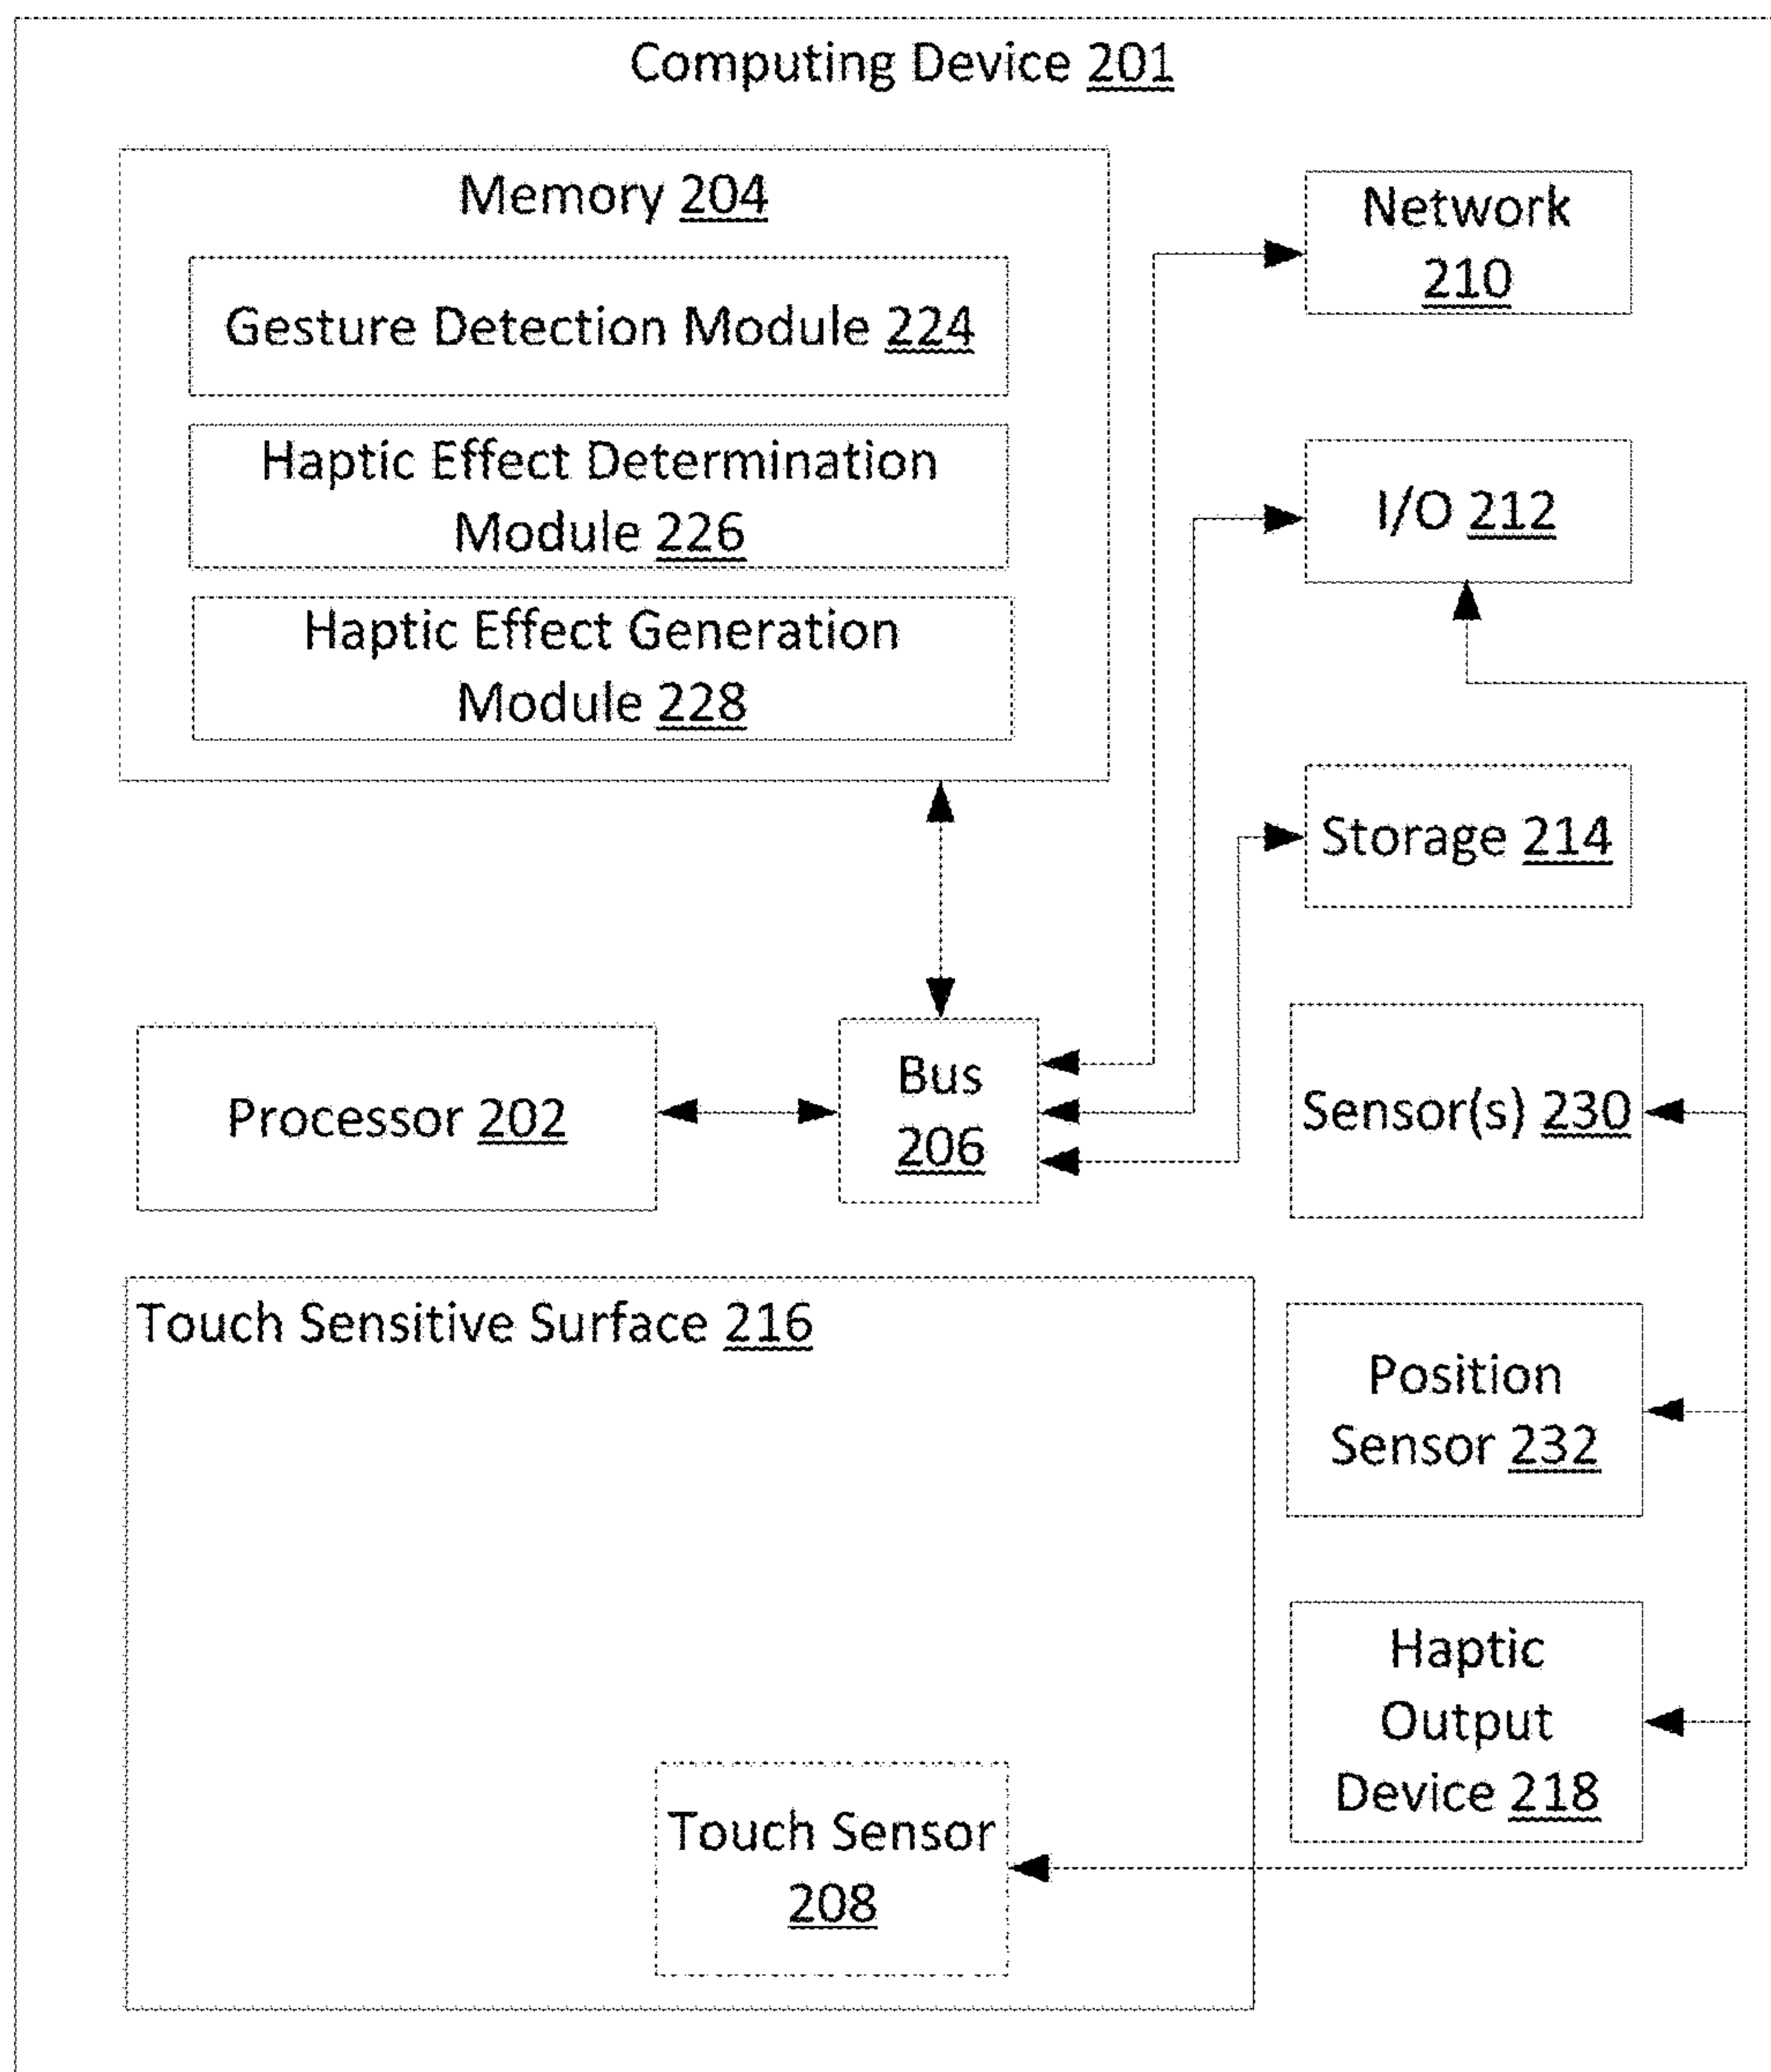 Computing Device 201
Memory 204
Gesture Detection Module 224
Haptic Effect Determination
Module 226
Haptic Effect Generation
Module 228
Network
210
I/O 212
Storage 214
Processor 202
Bus
206
Sensor(s) 230
Touch Sensitive Surface 216
Position
Sensor 232
Haptic
Output
Device 218
Touch Sensor
208